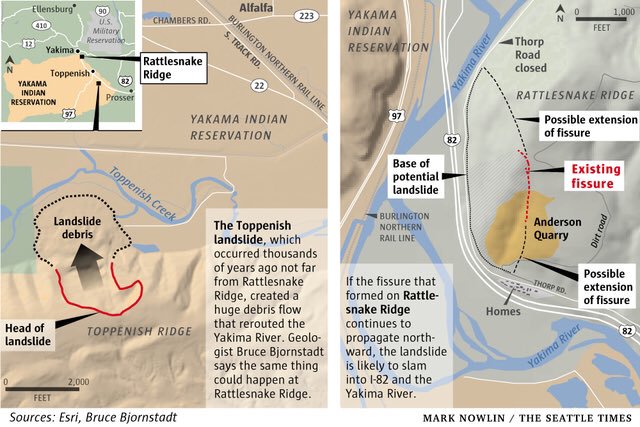 Ellensburg
90
410
U.S.
Military
Reservation
12
Yakima
N
Toppenish
82
YAKAMA
INDIAN
RESERVATION
Prosser
97
Rattlesnake
Ridge
Alfalfa
CHAMBERS RD.
223
BURLINGTON NORTHERN RAIL LINE
S. TRACK RD.
22
YAKAMA INDIAN
RESERVATION
Toppenish Creek
Landslide
debris
Head of
landslide
TOPPENISH RIDGE
0
2,000
FEET
N
The Toppenish
landslide, which
occurred thousands
of years ago not far
from Rattlesnake
Ridge, created a
huge debris flow
that rerouted the
Yakima River. Geolo-
gist Bruce Bjornstadt
says the same thing
could happen at
Rattlesnake Ridge.
YAKAMA
INDIAN
RESERVATION
Yakima River
Thorp
Road
closed
N
0
1,000
FEET
RATTLESNAKE RIDGE
97
82
Possible extension
of fissure
Base of
potential
landslide
Existing
fissure
Anderson
Quarry
Dirt road
BURLINGTON
NORTHERN
RAIL LINE
Possible
extension
of fissure
THORP RD.
Homes
82
Yakima River
If the fissure that
formed on Rattle-
snake Ridge
continues to
propagate north-
ward, the landslide
is likely to slam
into I-82 and the
Yakima River.
Sources: Esri, Bruce Bjornstadt
MARK NOWLIN / THE SEATTLE TIMES